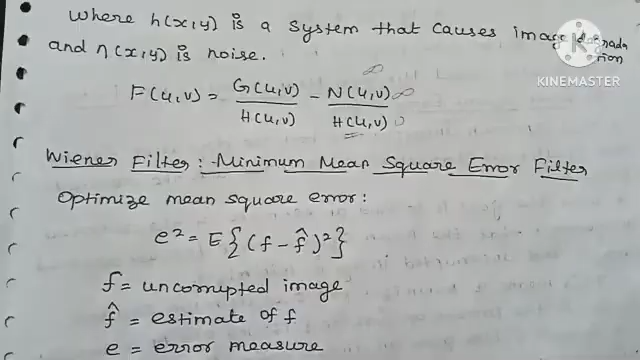 where h(x,y) is a system that causes image
and η(x,y) is noise.
F(u,v) = G(u,v)/H(u,v) - N(u,v)/H(u,v)
∞
∞
0
Wiener Filter: Minimum Mean Square Error Filter
Optimize mean square error:
e² = E{(f - f̂)²}
f = uncorrupted image
f̂ = estimate of f
e = error measure
KINEMASTER